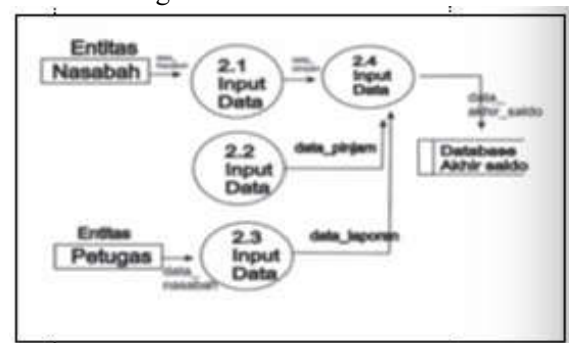 Entitas
Nasabah
2.1
Input
Data
2.4
Input
Data
data_
akhir_saldo
2.2
Input
Data
data_pinjam
Database
Akhir saldo
Entitas
Petugas
data_
nasabah
2.3
Input
Data
data_laporan